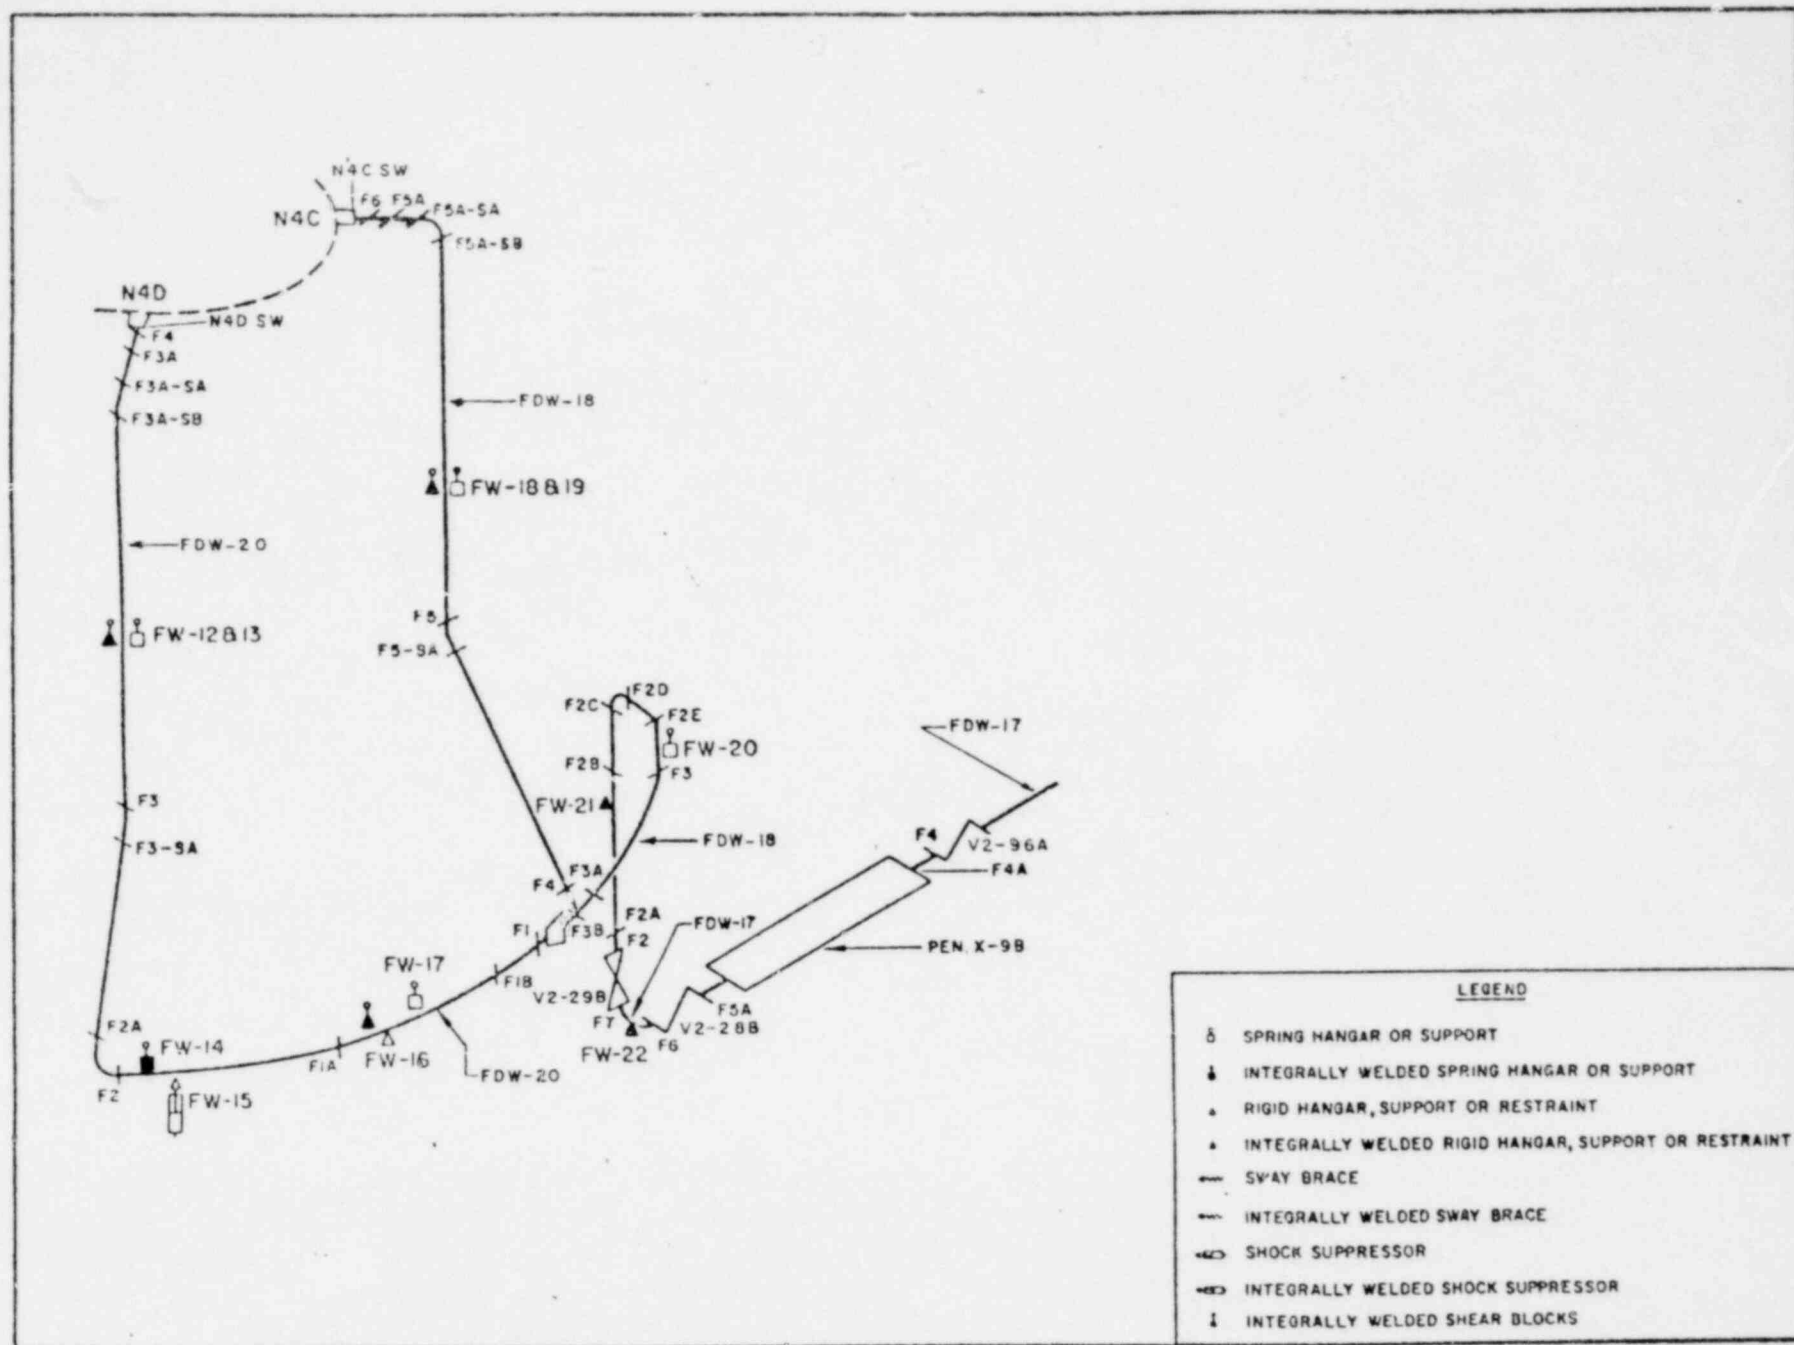 N4C SW
F6 F5A
F5A-SA
N4C
F5A-SB
N4D
N4D SW
F4
F3A
F3A-SA
F3A-SB
FDW-18
FW-18&19
FDW-20
FW-12&13
F5
F5-SA
F2D
F2C
F2E
FDW-17
FW-20
F2B
F3
F3
FW-21
F3-SA
FDW-18
F4
V2-96A
F3A
F4A
F4
F2A
FDW-17
F3B
F1
F2
PEN. X-9B
FW-17
F1B
V2-29B
F5A
F7
V2-28B
F2A
F6
FW-14
FW-16
FW-22
F1A
FDW-20
F2
FW-15
LEGEND
SPRING HANGAR OR SUPPORT
INTEGRALLY WELDED SPRING HANGAR OR SUPPORT
RIGID HANGAR, SUPPORT OR RESTRAINT
INTEGRALLY WELDED RIGID HANGAR, SUPPORT OR RESTRAINT
SWAY BRACE
INTEGRALLY WELDED SWAY BRACE
SHOCK SUPPRESSOR
INTEGRALLY WELDED SHOCK SUPPRESSOR
INTEGRALLY WELDED SHEAR BLOCKS